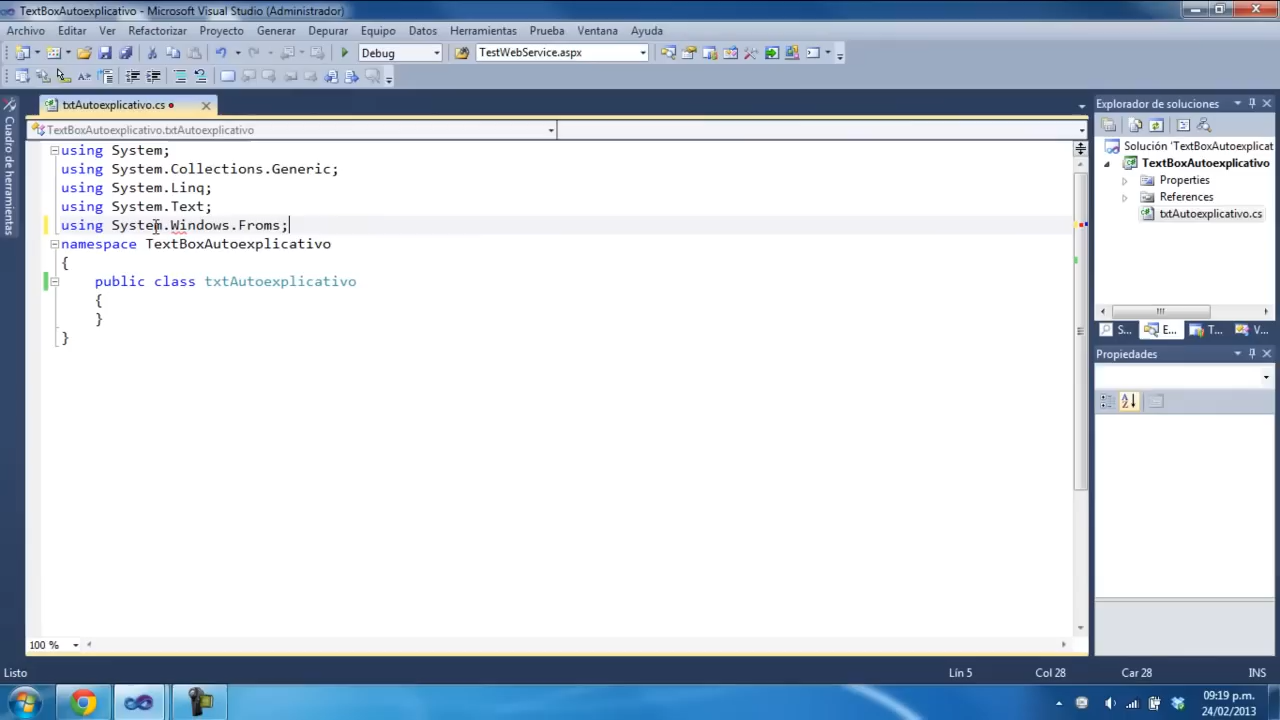 TextBoxAutoexplicativo - Microsoft Visual Studio (Administrador)
Archivo Editar Ver Refactorizar Proyecto Generar Depurar Equipo Datos Herramientas Prueba Ventana Ayuda
Debug TestWebService.aspx
txtAutoexplicativo.cs
TextBoxAutoexplicativo.txtAutoexplicativo
using System;
using System.Collections.Generic;
using System.Linq;
using System.Text;
using System.Windows.Froms;
namespace TextBoxAutoexplicativo
{
public class txtAutoexplicativo
{
}
}
100 %
Cuadro de herramientas
Explorador de soluciones
Solución 'TextBoxAutoexplicat
TextBoxAutoexplicativo
Properties
References
txtAutoexplicativo.cs
S... E... T... V...
Propiedades
Listo Lín 5 Col 28 Car 28 INS
09:19 p.m.
24/02/2013